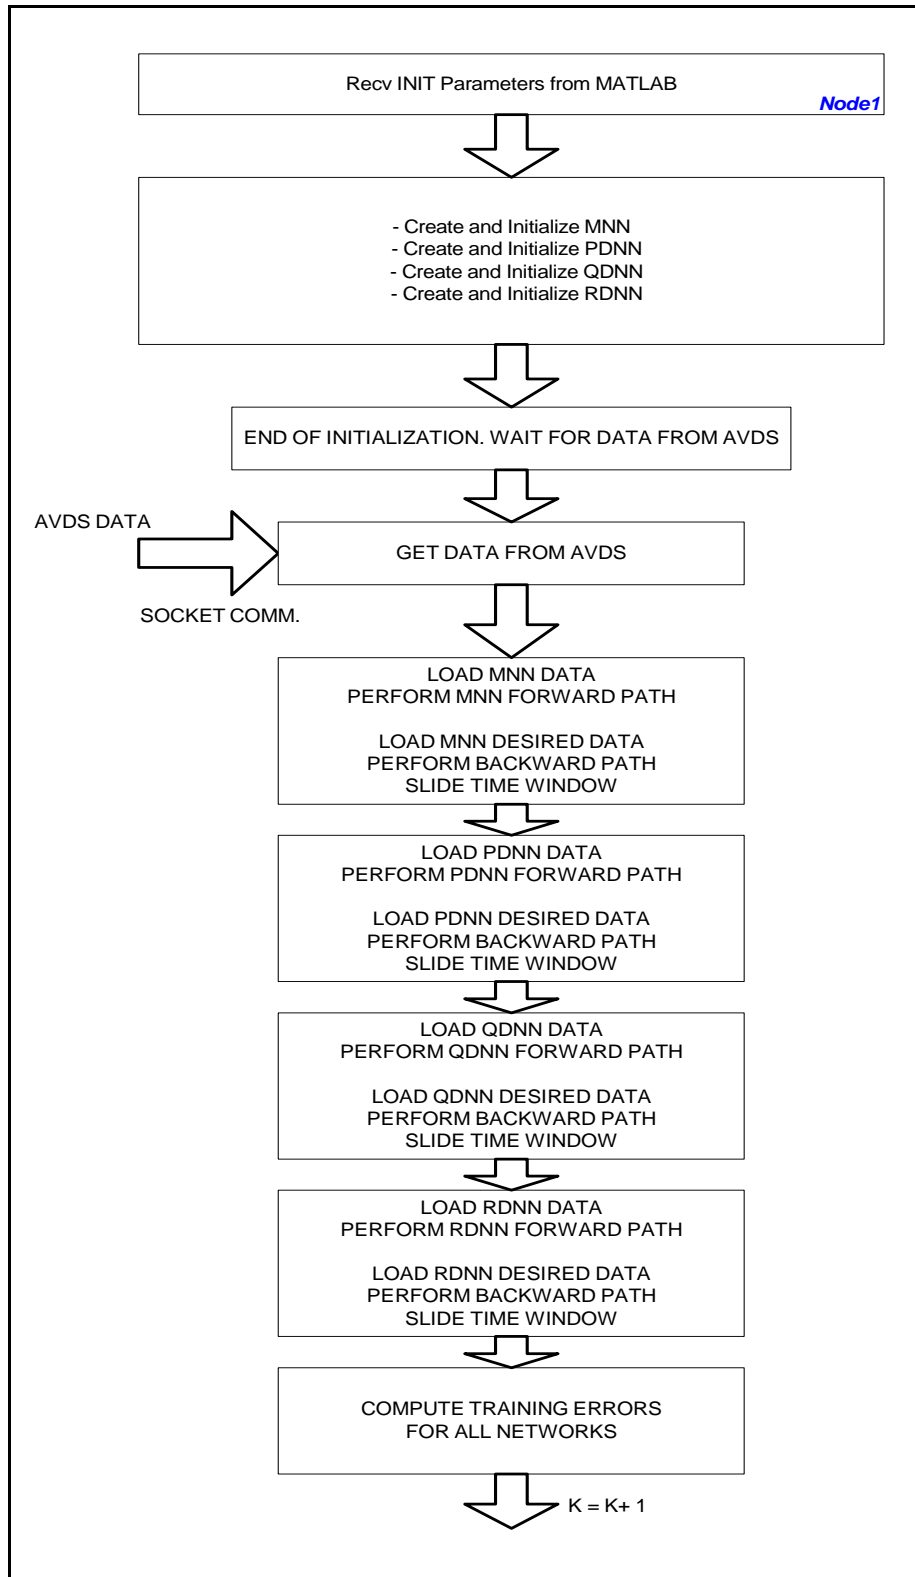 Recv INIT Parameters from MATLAB
Node1
- Create and Initialize MNN
- Create and Initialize PDNN
- Create and Initialize QDNN
- Create and Initialize RDNN
END OF INITIALIZATION. WAIT FOR DATA FROM AVDS
AVDS DATA
GET DATA FROM AVDS
SOCKET COMM.
LOAD MNN DATA
PERFORM MNN FORWARD PATH
LOAD MNN DESIRED DATA
PERFORM BACKWARD PATH
SLIDE TIME WINDOW
LOAD PDNN DATA
PERFORM PDNN FORWARD PATH
LOAD PDNN DESIRED DATA
PERFORM BACKWARD PATH
SLIDE TIME WINDOW
LOAD QDNN DATA
PERFORM QDNN FORWARD PATH
LOAD QDNN DESIRED DATA
PERFORM BACKWARD PATH
SLIDE TIME WINDOW
LOAD RDNN DATA
PERFORM RDNN FORWARD PATH
LOAD RDNN DESIRED DATA
PERFORM BACKWARD PATH
SLIDE TIME WINDOW
COMPUTE TRAINING ERRORS
FOR ALL NETWORKS
K = K+ 1